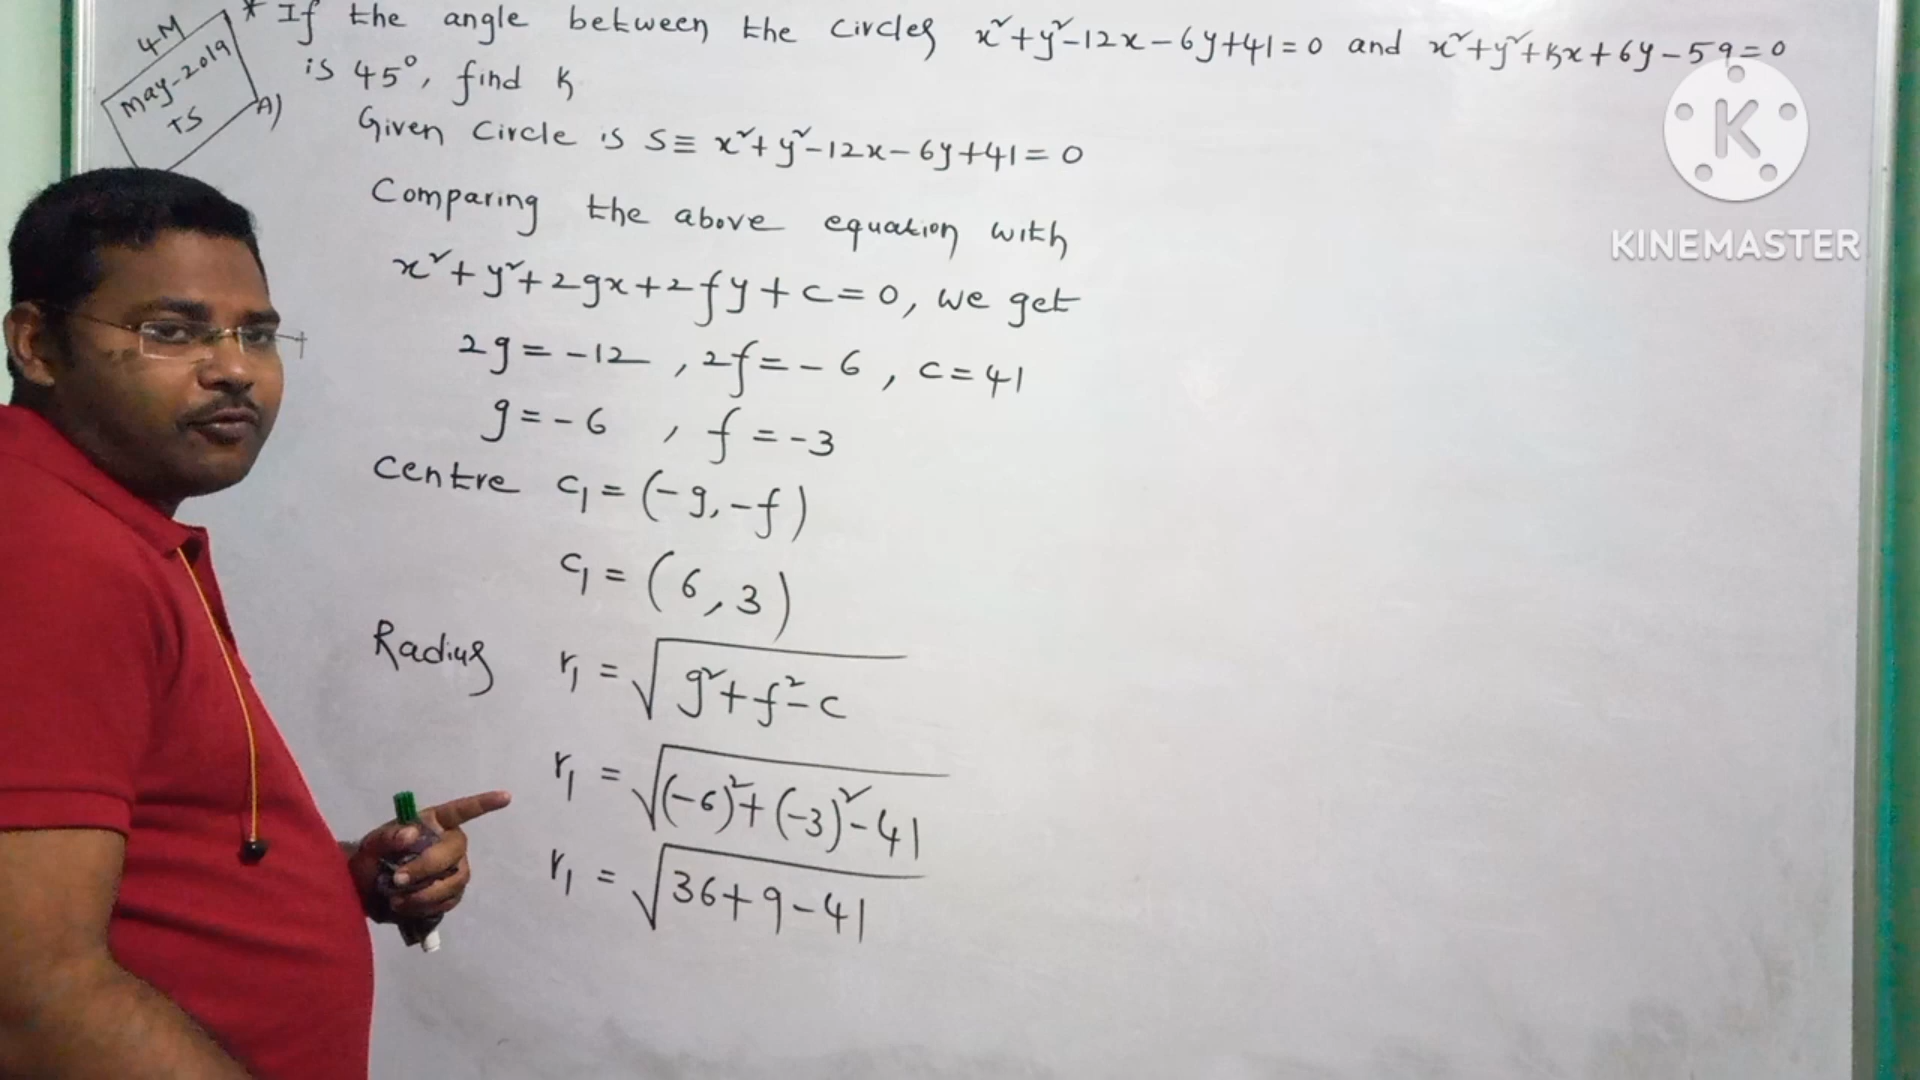 4M
May-2019
TS
* If the angle between the circles x²+y²-12x-6y+41=0 and x²+y²+kx+6y-59=0
is 45°, find k
A)
Given Circle is S≡ x²+y²-12x-6y+41=0
Comparing the above equation with
x²+y²+2gx+2fy+c=0, we get
2g=-12, 2f=-6, c=41
g=-6, f=-3
Centre C₁=(-g,-f)
C₁=(6,3)
Radius r₁=√(g²+f²-c)
r₁=√((-6)²+(-3)²-41)
r₁=√(36+9-41)
K
KINEMASTER